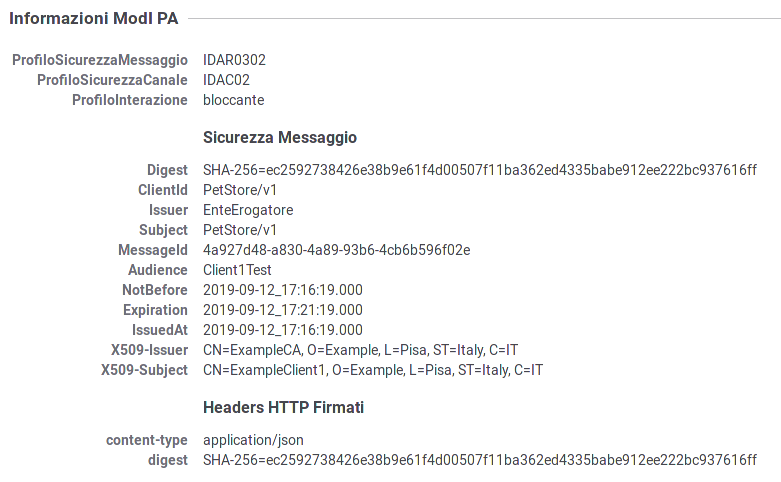 Informazioni ModI PA
ProfiloSicurezzaMessaggio IDAR0302
ProfiloSicurezzaCanale IDAC02
ProfiloInterazione bloccante
Sicurezza Messaggio
Digest SHA-256=ec2592738426e38b9e61f4d00507f11ba362ed4335babe912ee222bc937616ff
ClientId PetStore/v1
Issuer EnteErogatore
Subject PetStore/v1
MessageId 4a927d48-a830-4a89-93b6-4cb6b596f02e
Audience Client1Test
NotBefore 2019-09-12_17:16:19.000
Expiration 2019-09-12_17:21:19.000
IssuedAt 2019-09-12_17:16:19.000
X509-Issuer CN=ExampleCA, O=Example, L=Pisa, ST=Italy, C=IT
X509-Subject CN=ExampleClient1, O=Example, L=Pisa, ST=Italy, C=IT
Headers HTTP Firmati
content-type application/json
digest SHA-256=ec2592738426e38b9e61f4d00507f11ba362ed4335babe912ee222bc937616ff